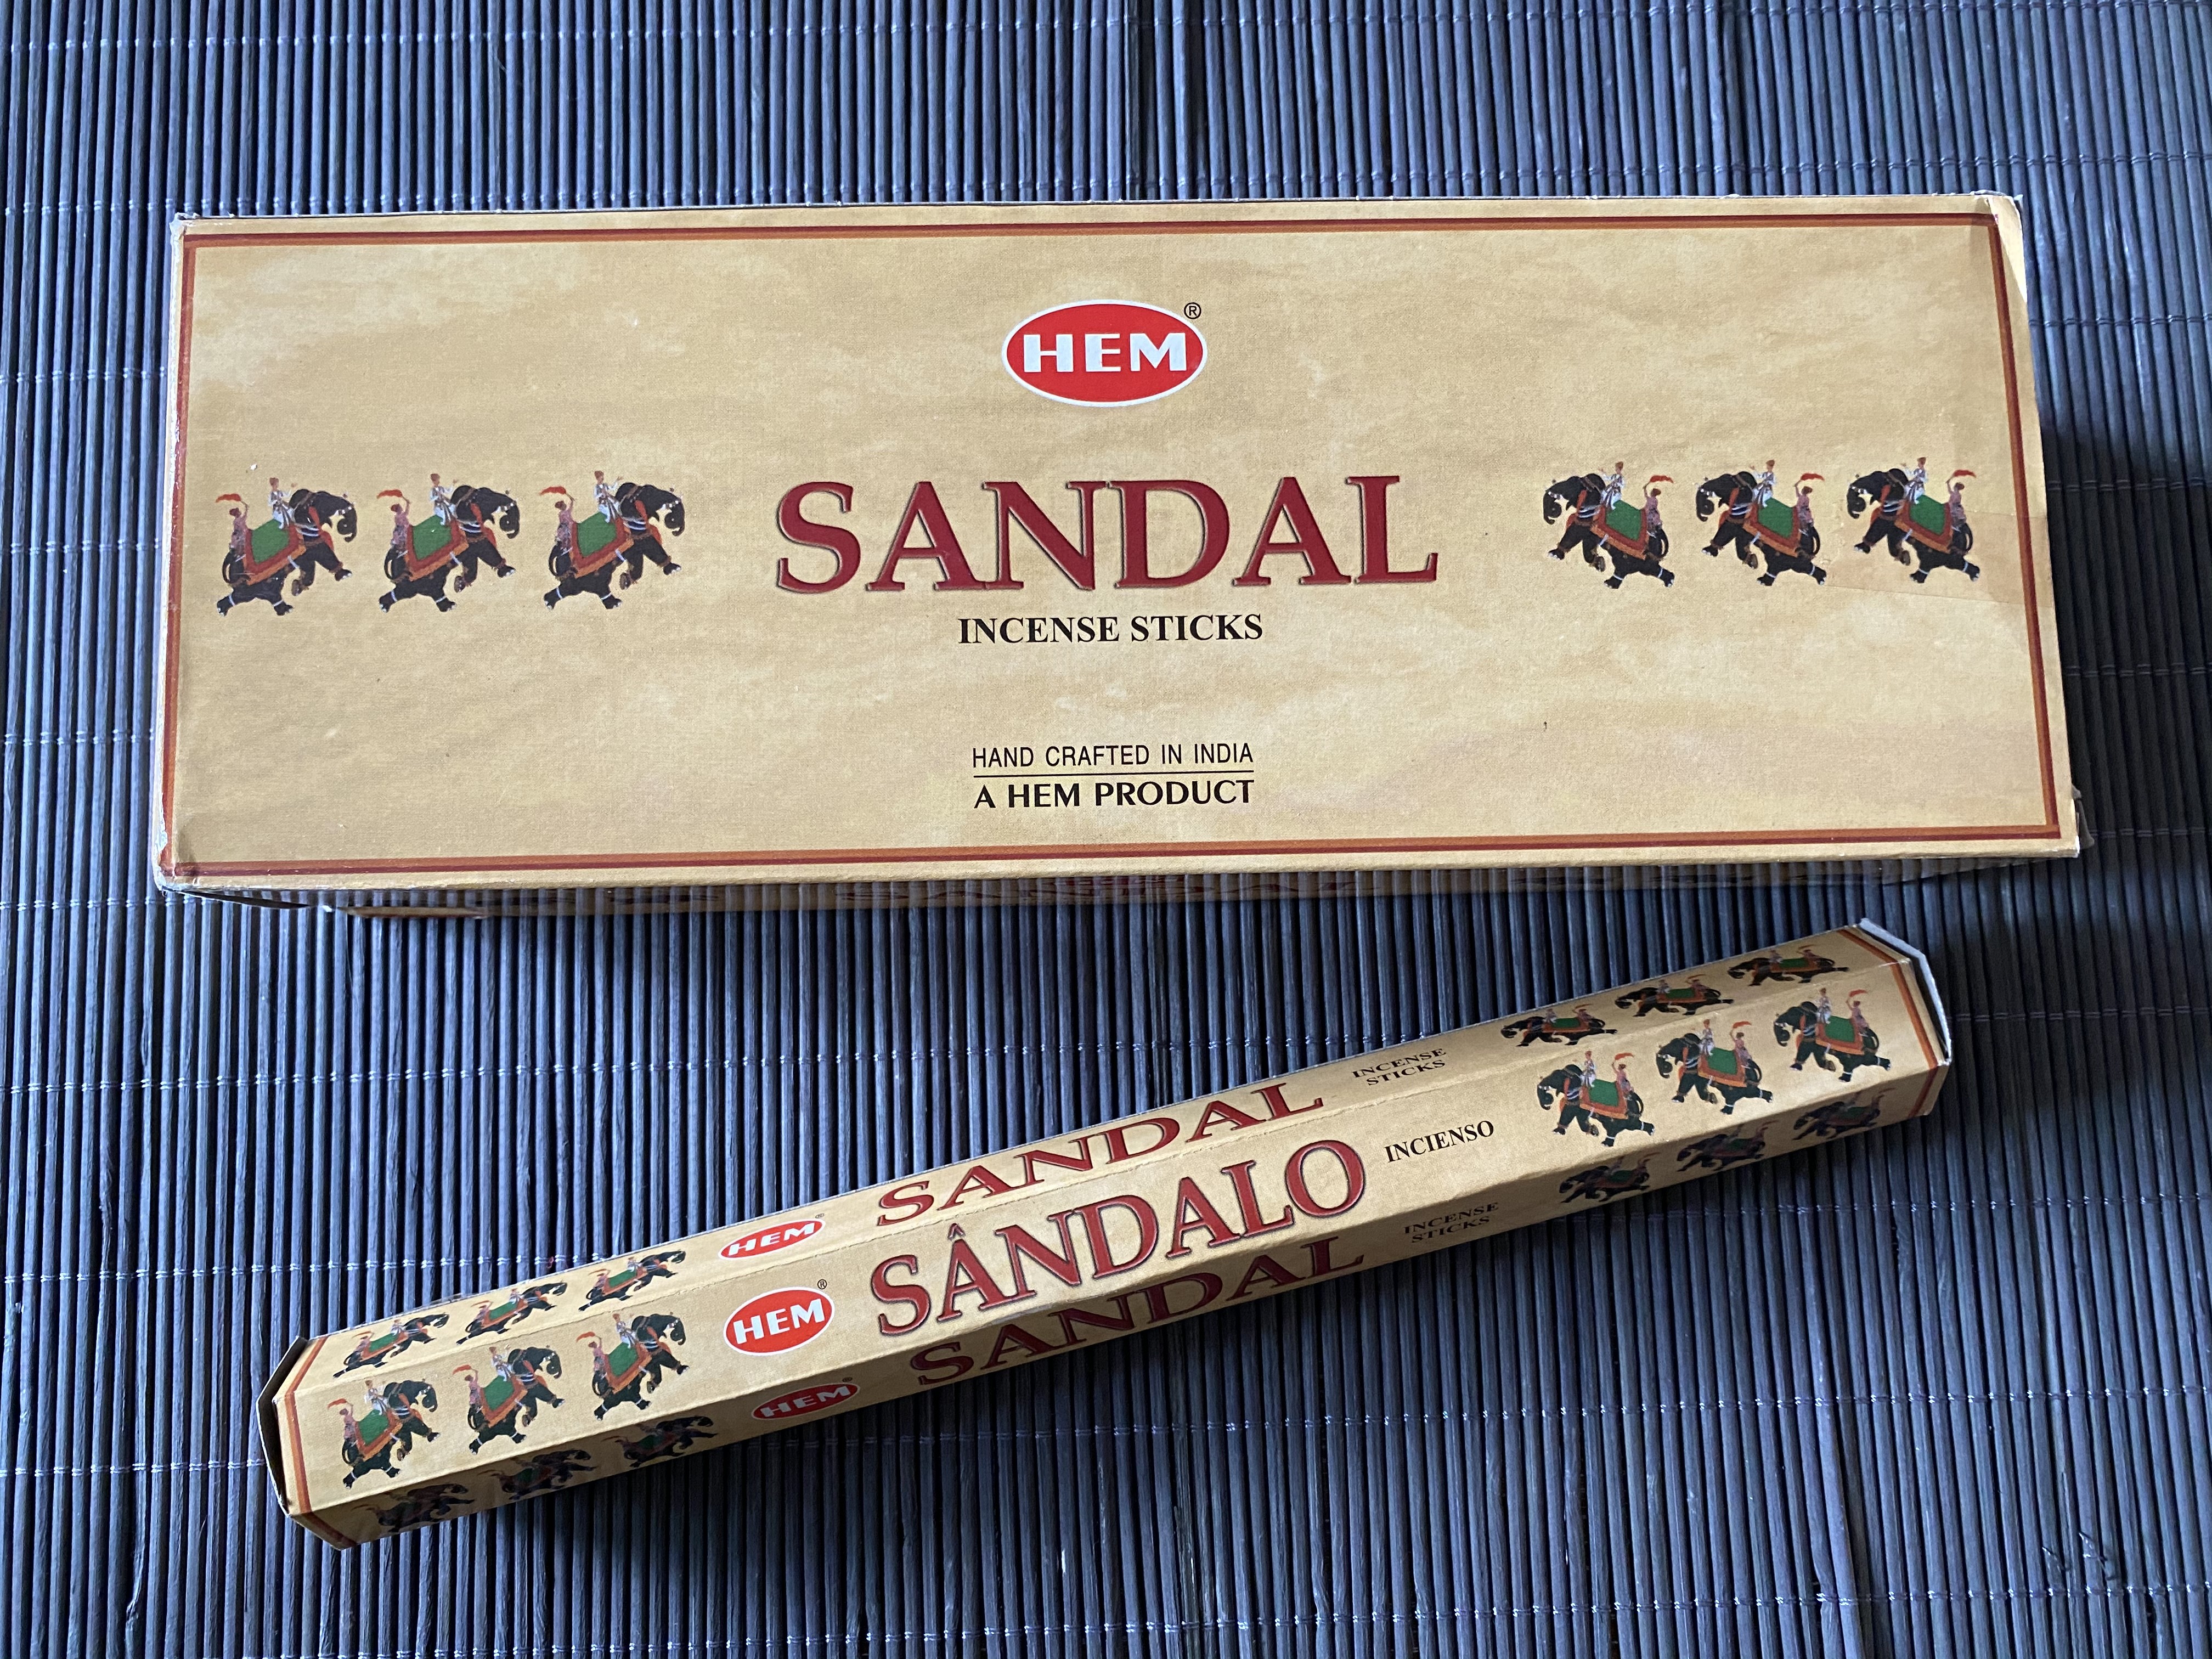 HEM®
SANDAL
INCENSE STICKS
HAND CRAFTED IN INDIA
A HEM PRODUCT
HEM® SANDAL INCENSE
STICKS
HEM® SÂNDALO INCIENSO
HEM® SANDAL INCENSE
STICKS